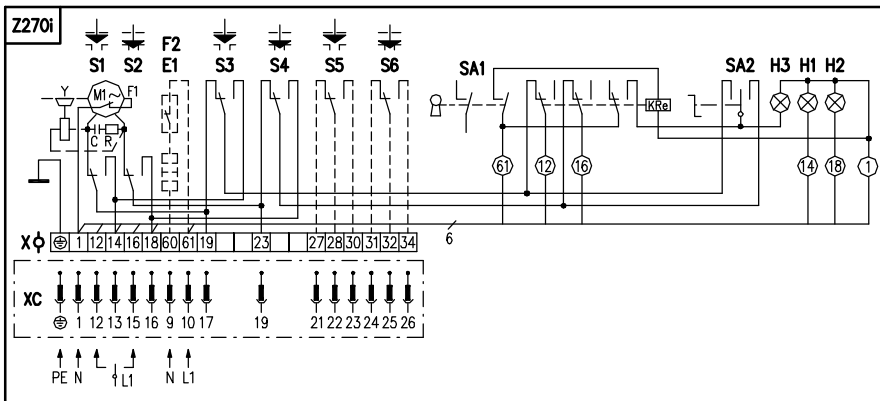 Z270i
S1 S2 F2 E1 S3 S4 S5 S6 SA1 SA2 H3 H1 H2
Y M1~ F1
C R
KRe
61 12 16 14 18 1
X 1 12 14 16 18 60 61 19 23 27 28 30 31 32 34
6
XC
1 12 13 15 16 9 10 17 19 21 22 23 24 25 26
PE N L1 N L1